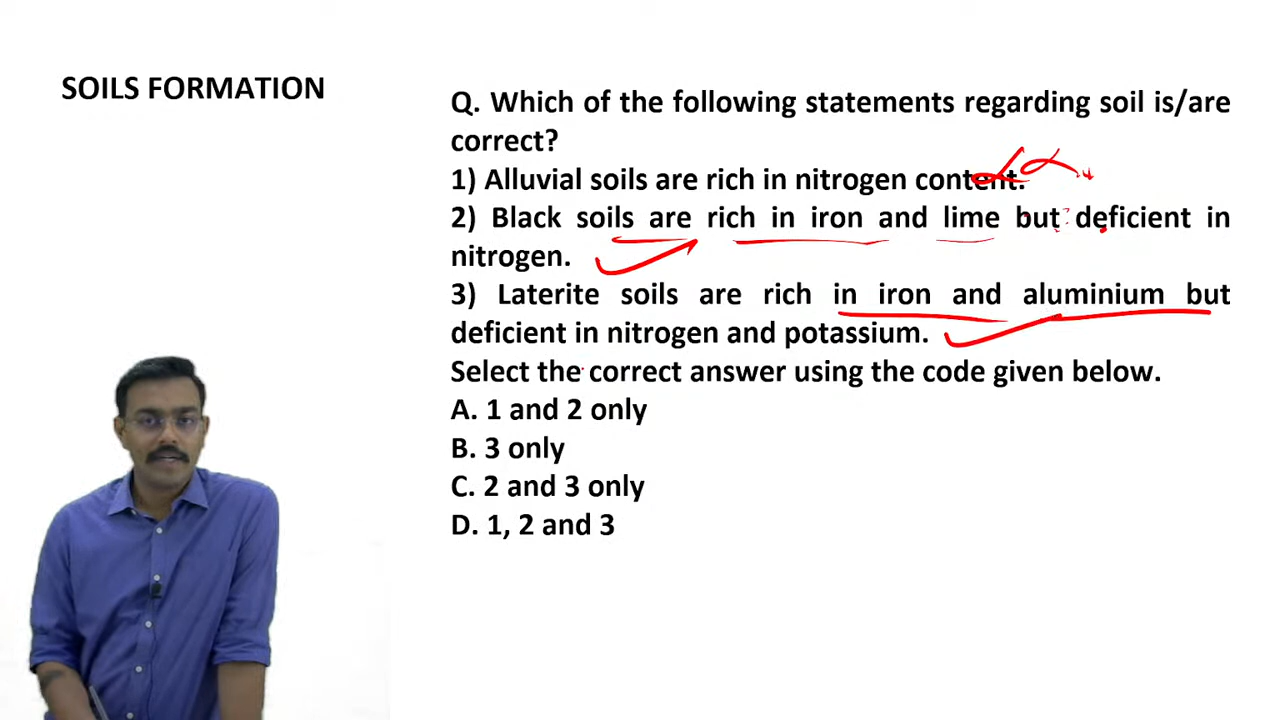 SOILS FORMATION
Q. Which of the following statements regarding soil is/are
correct?
1) Alluvial soils are rich in nitrogen content.
2) Black soils are rich in iron and lime but deficient in
nitrogen.
3) Laterite soils are rich in iron and aluminium but
deficient in nitrogen and potassium.
Select the correct answer using the code given below.
A. 1 and 2 only
B. 3 only
C. 2 and 3 only
D. 1, 2 and 3